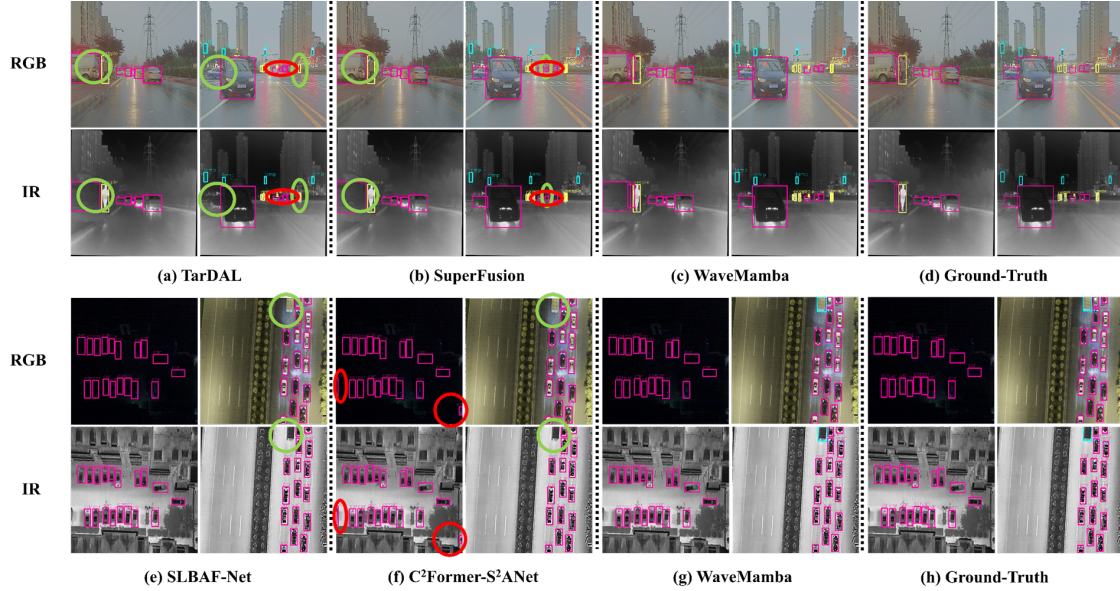 RGB
IR
(a) TarDAL
(b) SuperFusion
(c) WaveMamba
(d) Ground-Truth
RGB
IR
(e) SLBAF-Net
(f) C²Former-S²ANet
(g) WaveMamba
(h) Ground-Truth